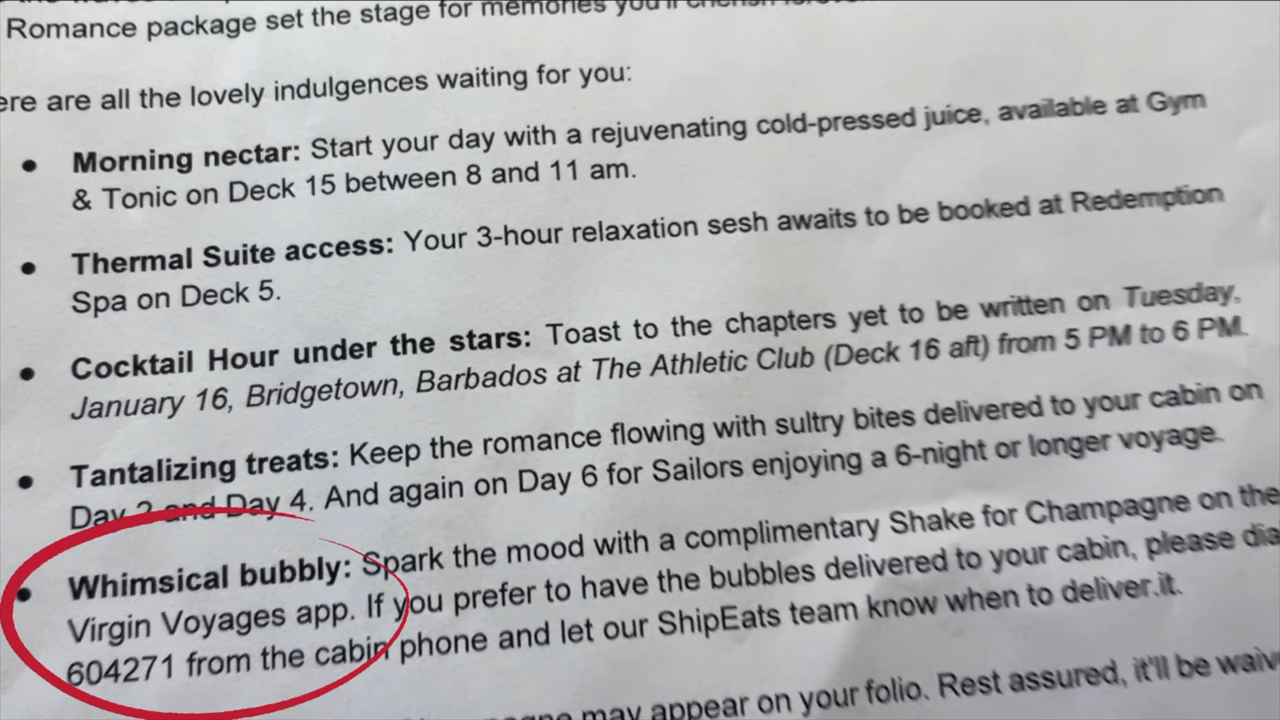 Romance package set the stage for memories you'll cherish
ere are all the lovely indulgences waiting for you:
• Morning nectar: Start your day with a rejuvenating cold-pressed juice, available at Gym
& Tonic on Deck 15 between 8 and 11 am.
• Thermal Suite access: Your 3-hour relaxation sesh awaits to be booked at Redemption
Spa on Deck 5.
• Cocktail Hour under the stars: Toast to the chapters yet to be written on Tuesday,
January 16, Bridgetown, Barbados at The Athletic Club (Deck 16 aft) from 5 PM to 6 PM.
• Tantalizing treats: Keep the romance flowing with sultry bites delivered to your cabin on
Day 2 and Day 4. And again on Day 6 for Sailors enjoying a 6-night or longer voyage.
• Whimsical bubbly: Spark the mood with a complimentary Shake for Champagne on the
Virgin Voyages app. If you prefer to have the bubbles delivered to your cabin, please dia
604271 from the cabin phone and let our ShipEats team know when to deliver.it.
may appear on your folio. Rest assured, it'll be waive